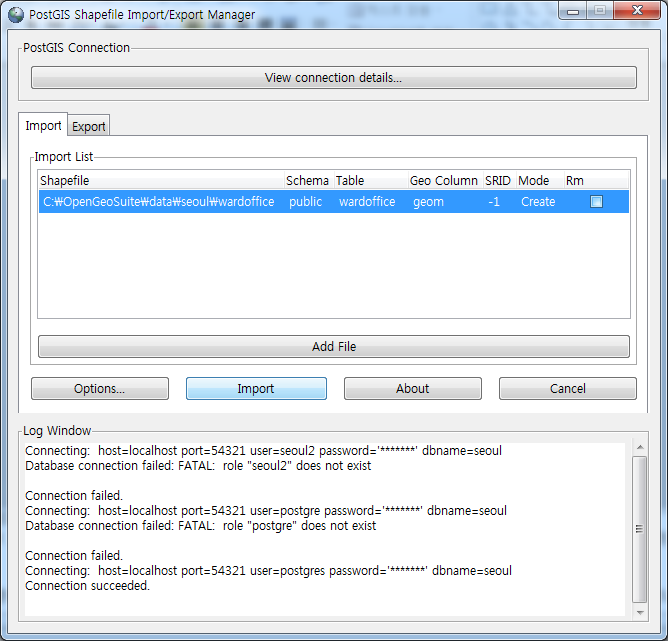 PostGIS Shapefile Import/Export Manager
PostGIS Connection
View connection details...
Import Export
Import List
Shapefile Schema Table Geo Column SRID Mode Rm
C:₩OpenGeoSuite₩data₩seoul₩wardoffice public wardoffice geom -1 Create
Add File
Options... Import About Cancel
Log Window
Connecting:  host=localhost port=54321 user=seoul2 password='*******' dbname=seoul
Database connection failed: FATAL:  role "seoul2" does not exist
Connection failed.
Connecting:  host=localhost port=54321 user=postgre password='*******' dbname=seoul
Database connection failed: FATAL:  role "postgre" does not exist
Connection failed.
Connecting:  host=localhost port=54321 user=postgres password='*******' dbname=seoul
Connection succeeded.